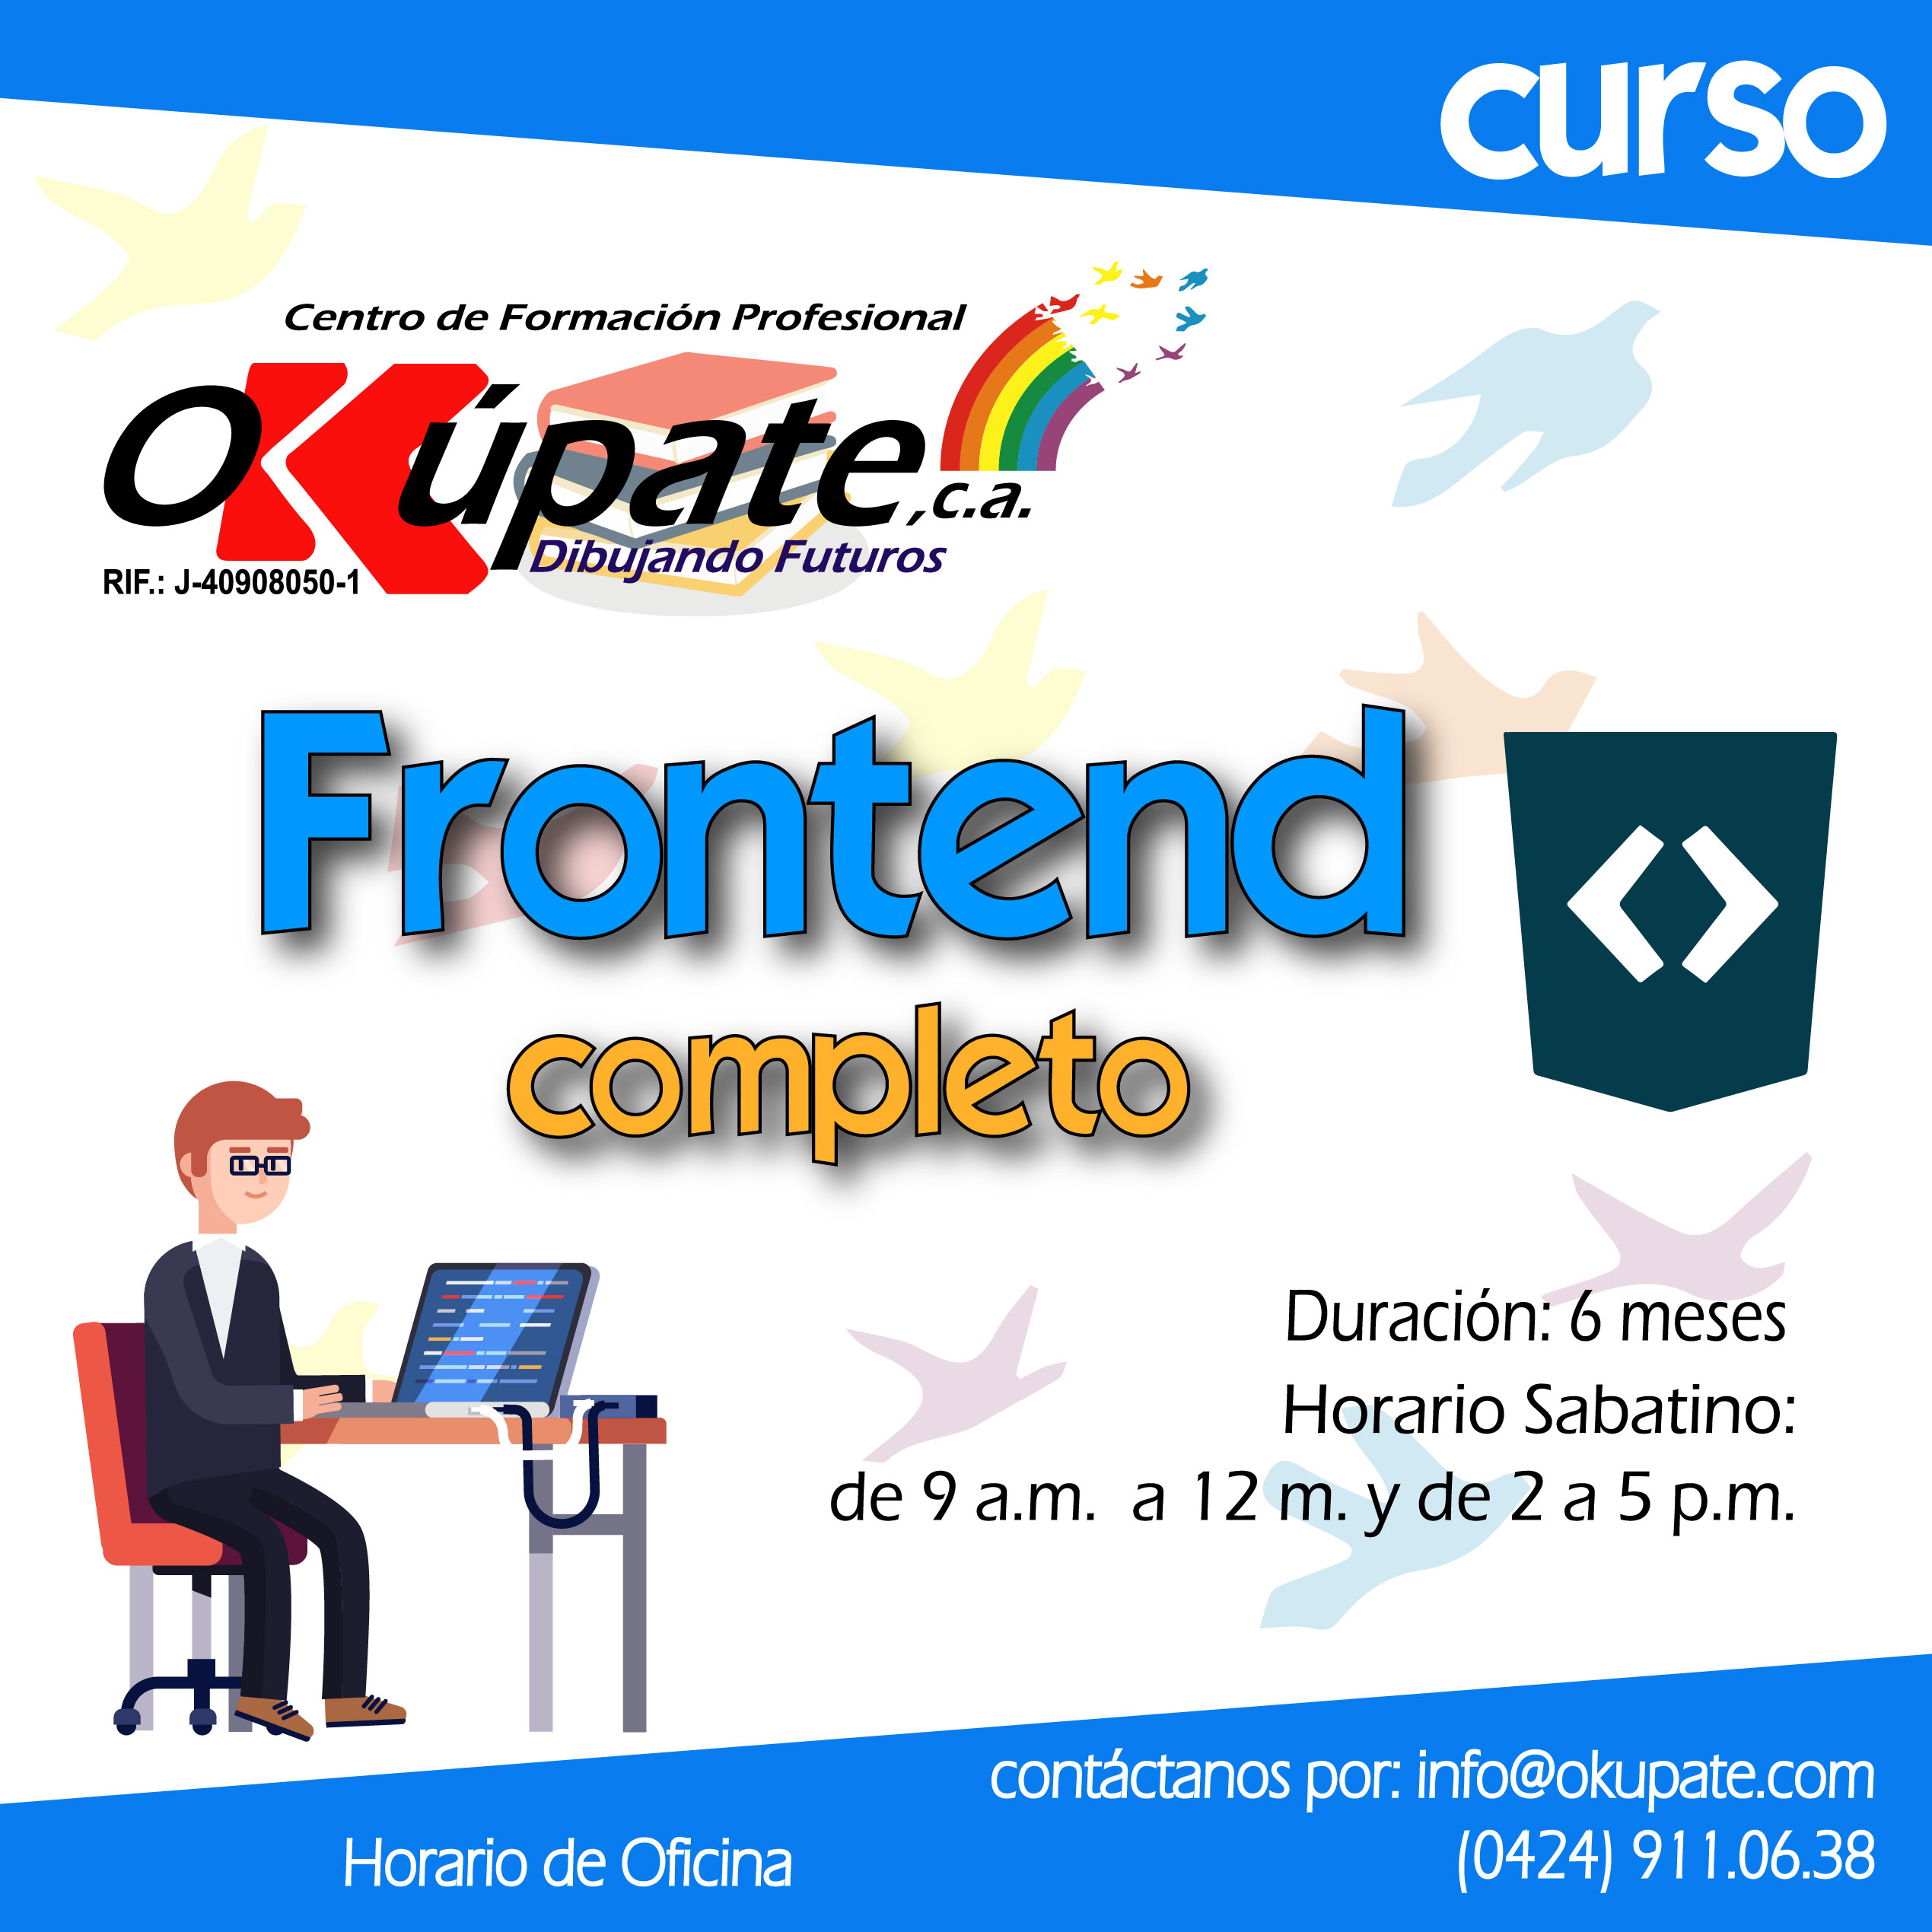 curso
Centro de Formación Profesional
oKúpate,c.a.
Dibujando Futuros
RIF.: J-40908050-1
Frontend
completo
Duración: 6 meses
Horario Sabatino:
de 9 a.m. a 12 m. y de 2 a 5 p.m.
contáctanos por: info@okupate.com
(0424) 911.06.38
Horario de Oficina